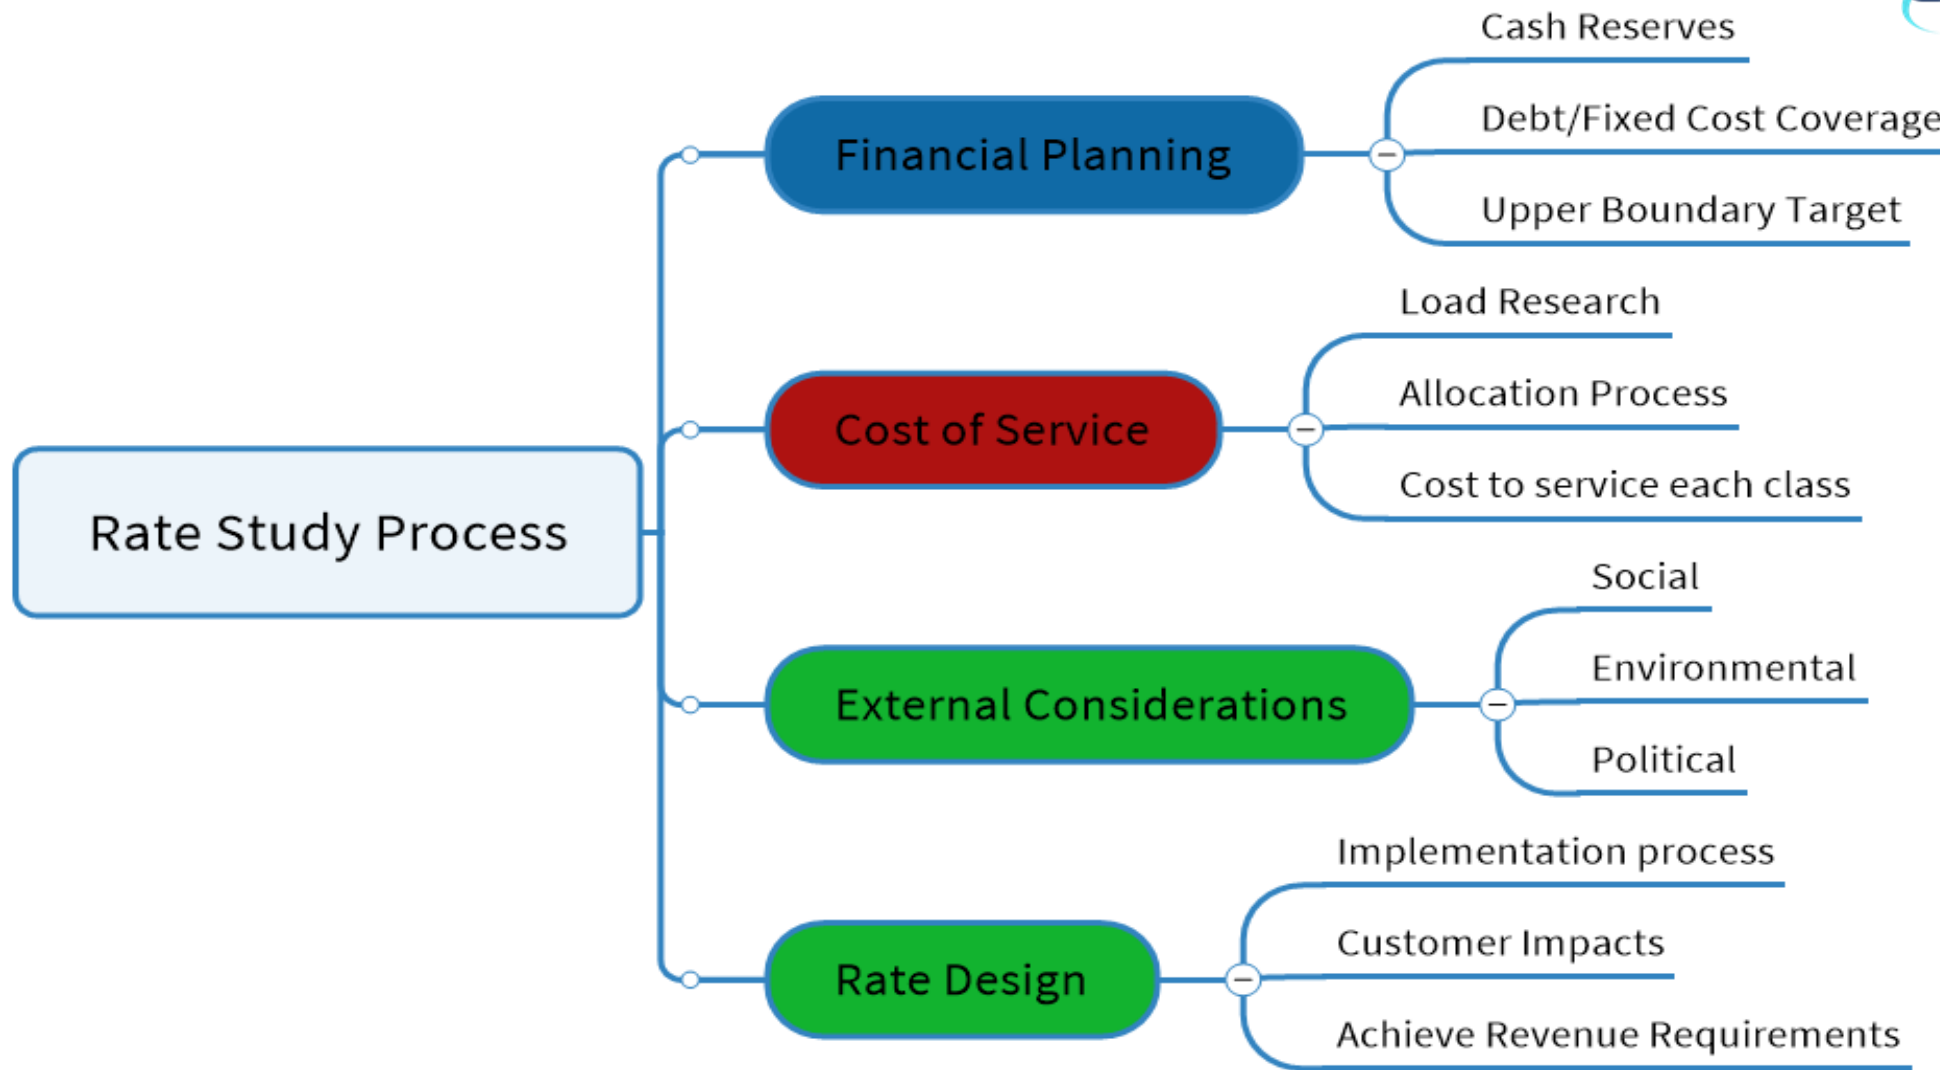 Rate Study Process
Financial Planning
Cash Reserves
Debt/Fixed Cost Coverage
Upper Boundary Target
Cost of Service
Load Research
Allocation Process
Cost to service each class
External Considerations
Social
Environmental
Political
Rate Design
Implementation process
Customer Impacts
Achieve Revenue Requirements